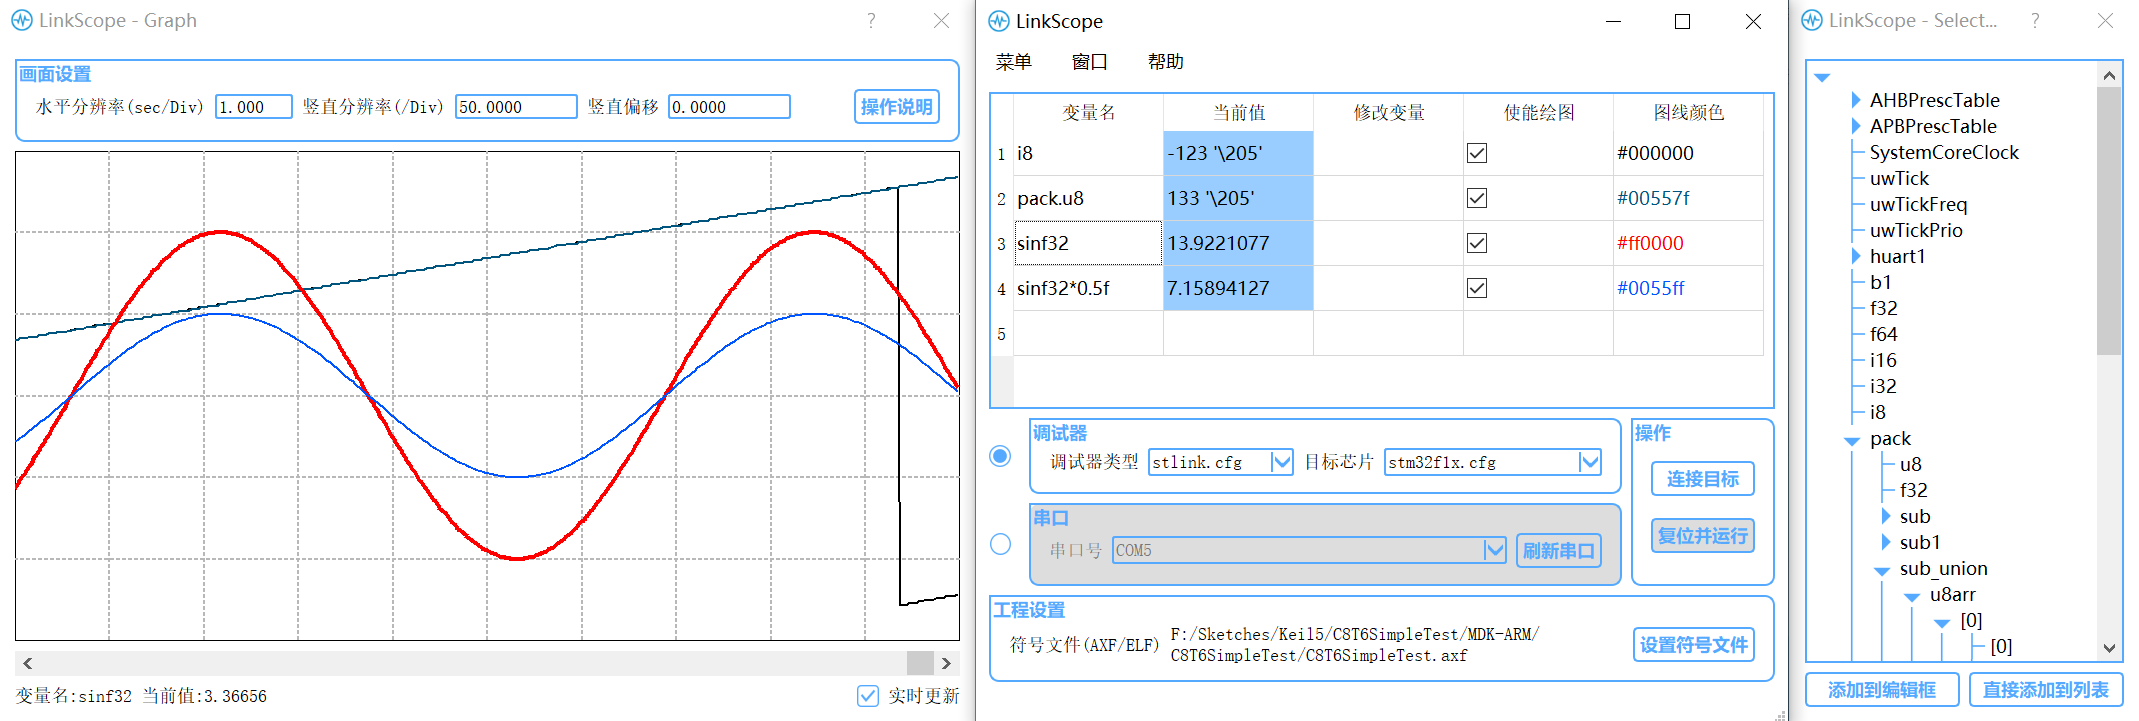 LinkScope - Graph
画面设置
水平分辨率(sec/Div) 1.000 竖直分辨率(/Div) 50.0000 竖直偏移 0.0000 操作说明
变量名:sinf32 当前值:3.36656
实时更新
LinkScope
菜单 窗口 帮助
变量名 当前值 修改变量 使能绘图 图线颜色
1 i8 -123 '\205' #000000
2 pack.u8 133 '\205' #00557f
3 sinf32 13.9221077 #ff0000
4 sinf32*0.5f 7.15894127 #0055ff
5
调试器
调试器类型 stlink.cfg 目标芯片 stm32f1x.cfg
串口
串口号 COM5 刷新串口
操作
连接目标
复位并运行
工程设置
符号文件(AXF/ELF) F:/Sketches/Keil5/C8T6SimpleTest/MDK-ARM/
C8T6SimpleTest/C8T6SimpleTest.axf
设置符号文件
LinkScope - Select... ?
AHBPrescTable
APBPrescTable
SystemCoreClock
uwTick
uwTickFreq
uwTickPrio
huart1
b1
f32
f64
i16
i32
i8
pack
u8
f32
sub
sub1
sub_union
u8arr
[0]
[0]
添加到编辑框 直接添加到列表